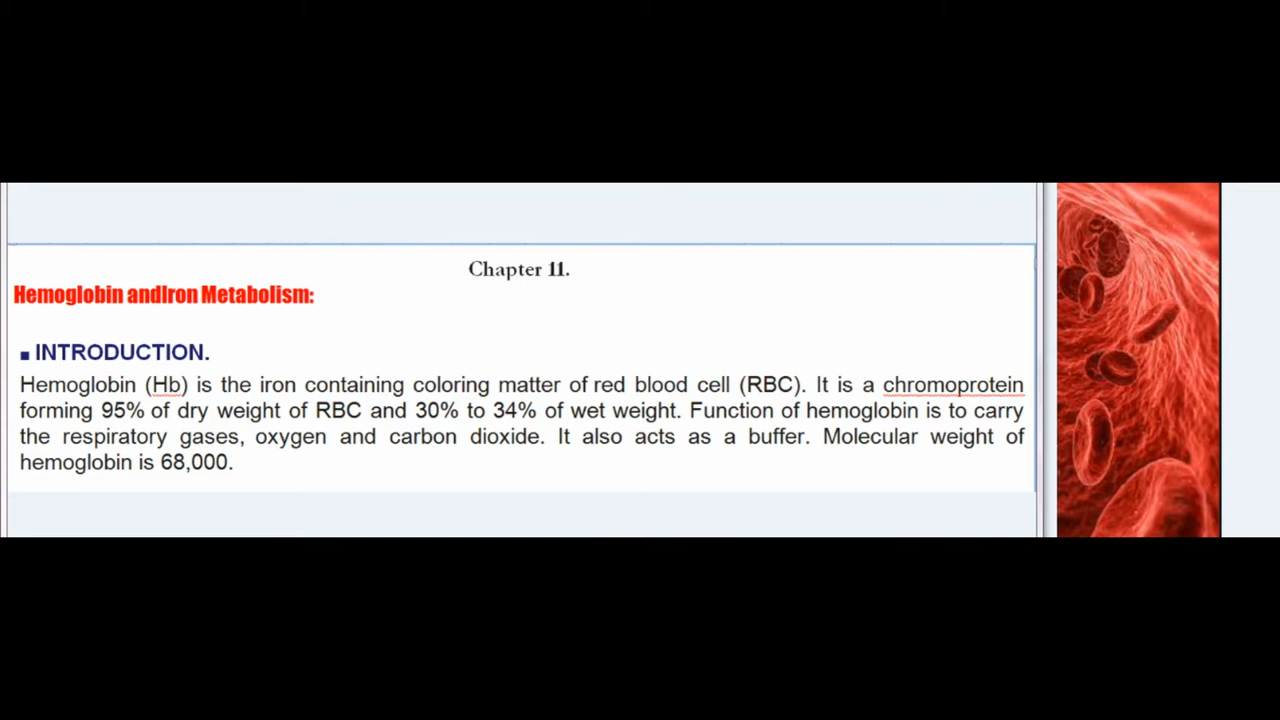 Chapter 11.
Hemoglobin andIron Metabolism:
▪ INTRODUCTION.
Hemoglobin (Hb) is the iron containing coloring matter of red blood cell (RBC). It is a chromoprotein
forming 95% of dry weight of RBC and 30% to 34% of wet weight. Function of hemoglobin is to carry
the respiratory gases, oxygen and carbon dioxide. It also acts as a buffer. Molecular weight of
hemoglobin is 68,000.